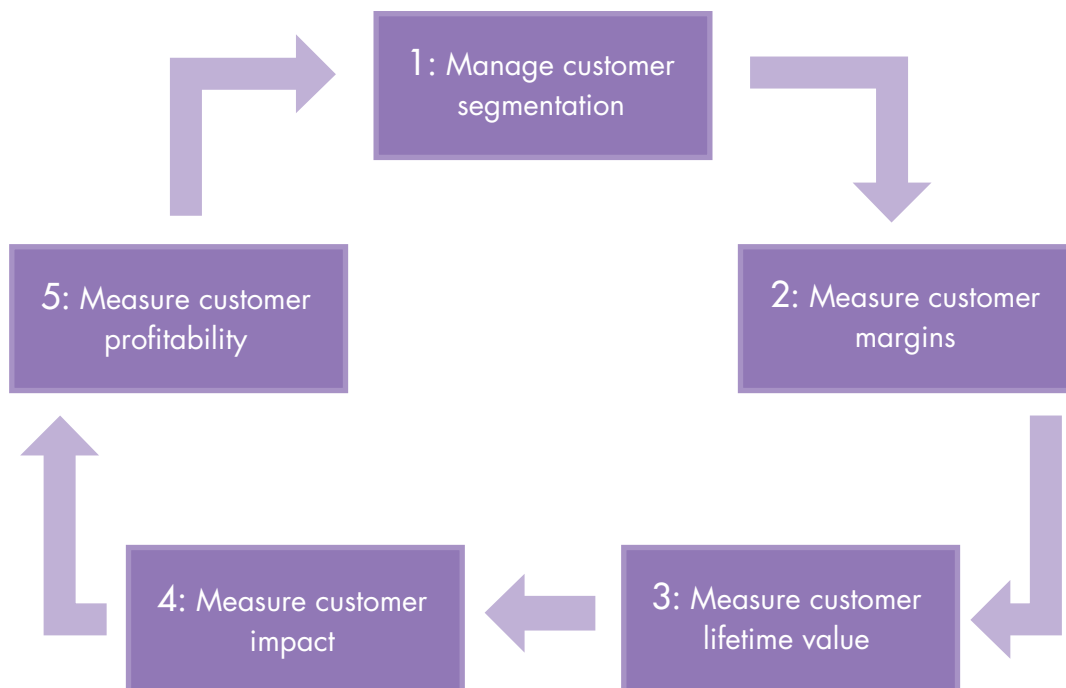 1: Manage customer
segmentation
2: Measure customer
margins
3: Measure customer
lifetime value
4: Measure customer
impact
5: Measure customer
profitability